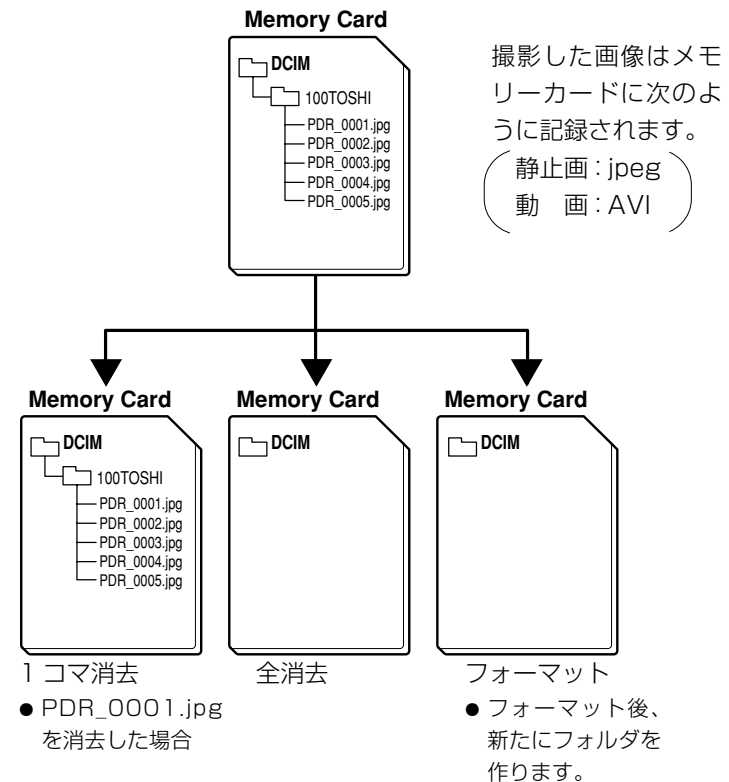 Memory Card
DCIM
100TOSHI
PDR_0001.jpg
PDR_0002.jpg
PDR_0003.jpg
PDR_0004.jpg
PDR_0005.jpg
撮影した画像はメモ
リーカードに次のよ
うに記録されます。
静止画：jpeg
動　画：AVI
Memory Card
DCIM
100TOSHI
PDR_0001.jpg
PDR_0002.jpg
PDR_0003.jpg
PDR_0004.jpg
PDR_0005.jpg
1 コマ消去
● PDR_0001.jpg
を消去した場合
Memory Card
DCIM
全消去
Memory Card
DCIM
フォーマット
● フォーマット後、
新たにフォルダを
作ります。